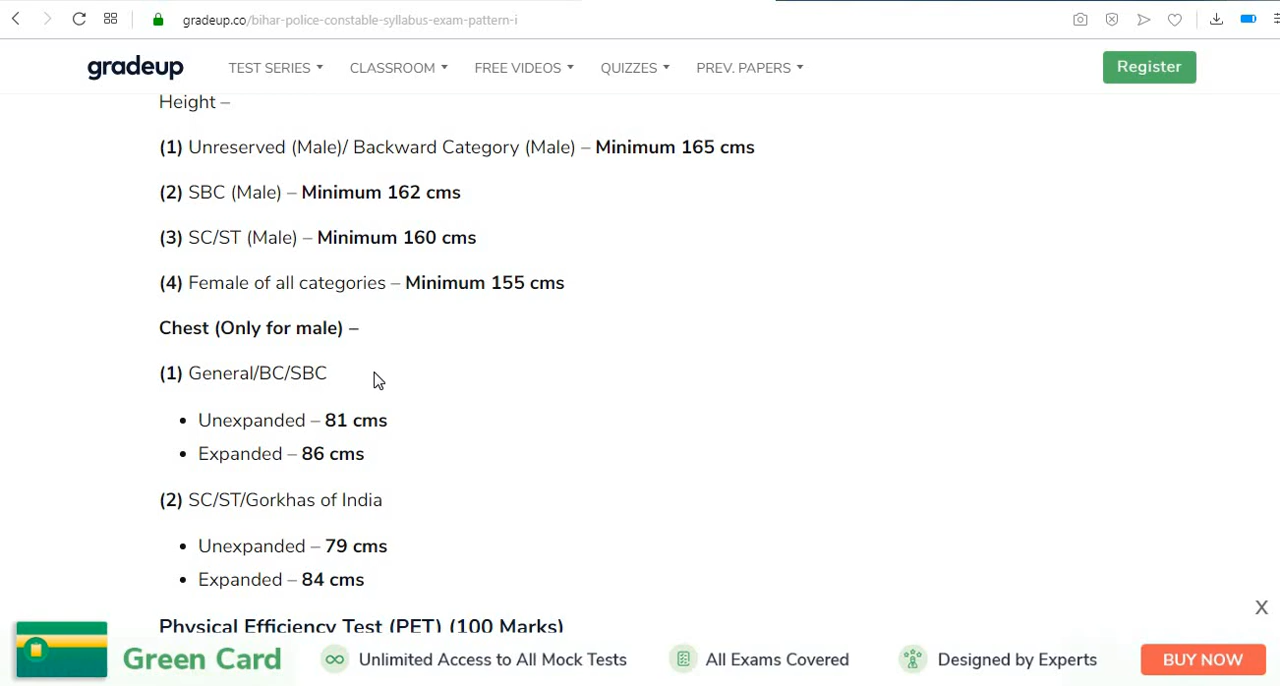 gradeup.co/bihar-police-constable-syllabus-exam-pattern-i
gradeup TEST SERIES CLASSROOM FREE VIDEOS QUIZZES PREV. PAPERS Register
Height –
(1) Unreserved (Male)/ Backward Category (Male) – Minimum 165 cms
(2) SBC (Male) – Minimum 162 cms
(3) SC/ST (Male) – Minimum 160 cms
(4) Female of all categories – Minimum 155 cms
Chest (Only for male) –
(1) General/BC/SBC
• Unexpanded – 81 cms
• Expanded – 86 cms
(2) SC/ST/Gorkhas of India
• Unexpanded – 79 cms
• Expanded – 84 cms
X
Physical Efficiency Test (PET) (100 Marks)
Green Card Unlimited Access to All Mock Tests All Exams Covered Designed by Experts BUY NOW